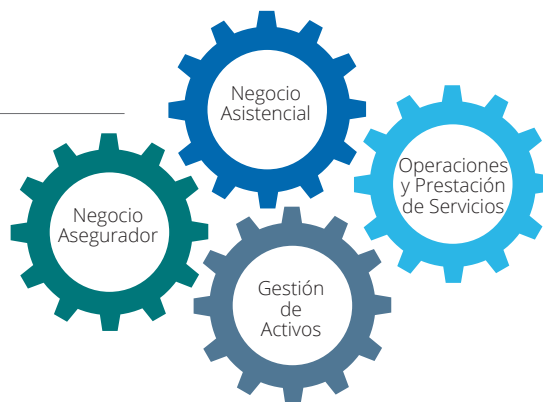 Negocio
Asistencial
Operaciones
y Prestación
de Servicios
Negocio
Asegurador
Gestión
de
Activos